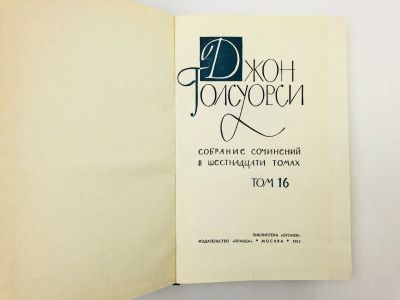 Джон
Голсуорси
СОБРАНИЕ СОЧИНЕНИЙ
В ШЕСТНАДЦАТИ ТОМАХ
ТОМ 16
БИБЛИОТЕКА «ОГОНЕК»
ИЗДАТЕЛЬСТВО «ПРАВДА» • МОСКВА • 1962